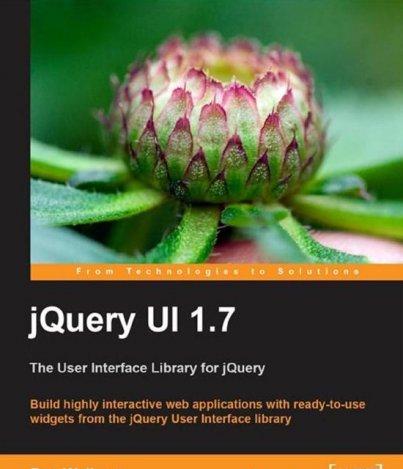 From Technologies to Solutions
jQuery UI 1.7
The User Interface Library for jQuery
Build highly interactive web applications with ready-to-use
widgets from the jQuery User Interface library